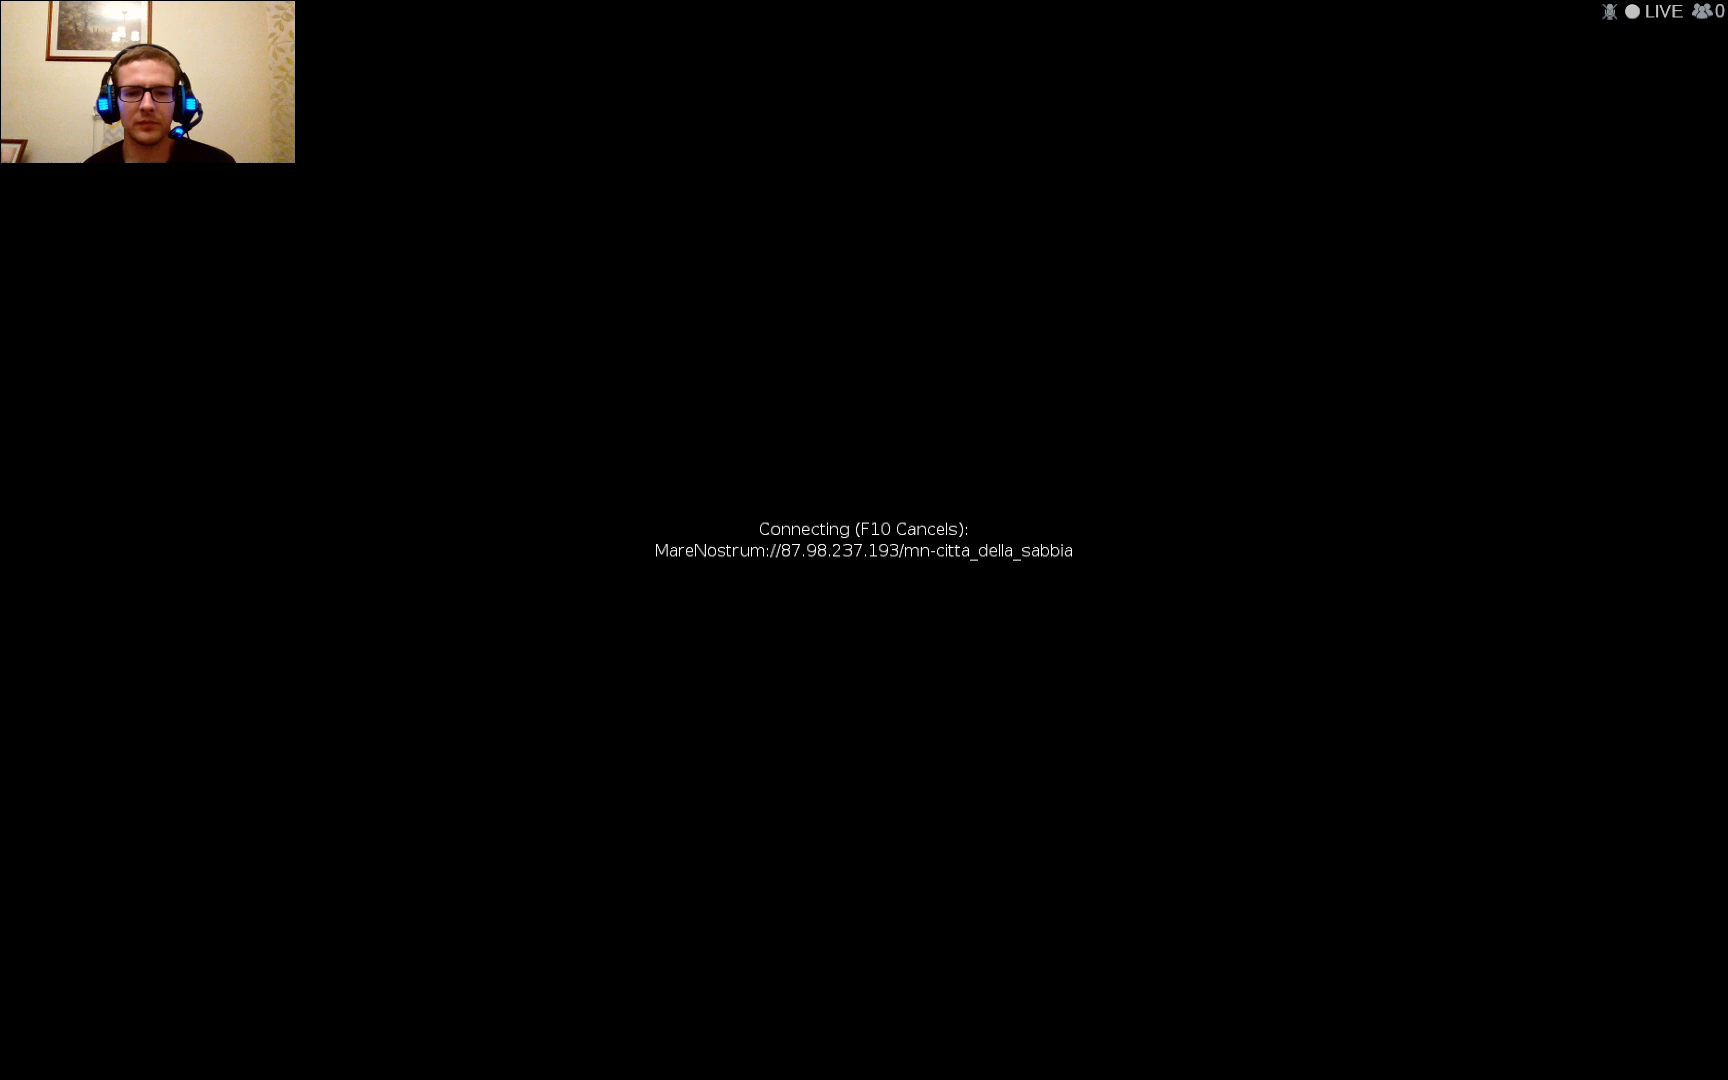 LIVE 0
Connecting (F10 Cancels):
MareNostrum://87.98.237.193/mn-citta_della_sabbia